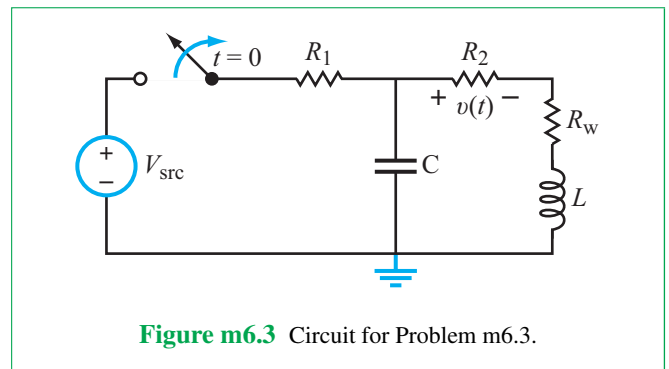 t = 0
R1
R2
+ υ(t) −
Rw
+
−
Vsrc
C
L
Figure m6.3 Circuit for Problem m6.3.